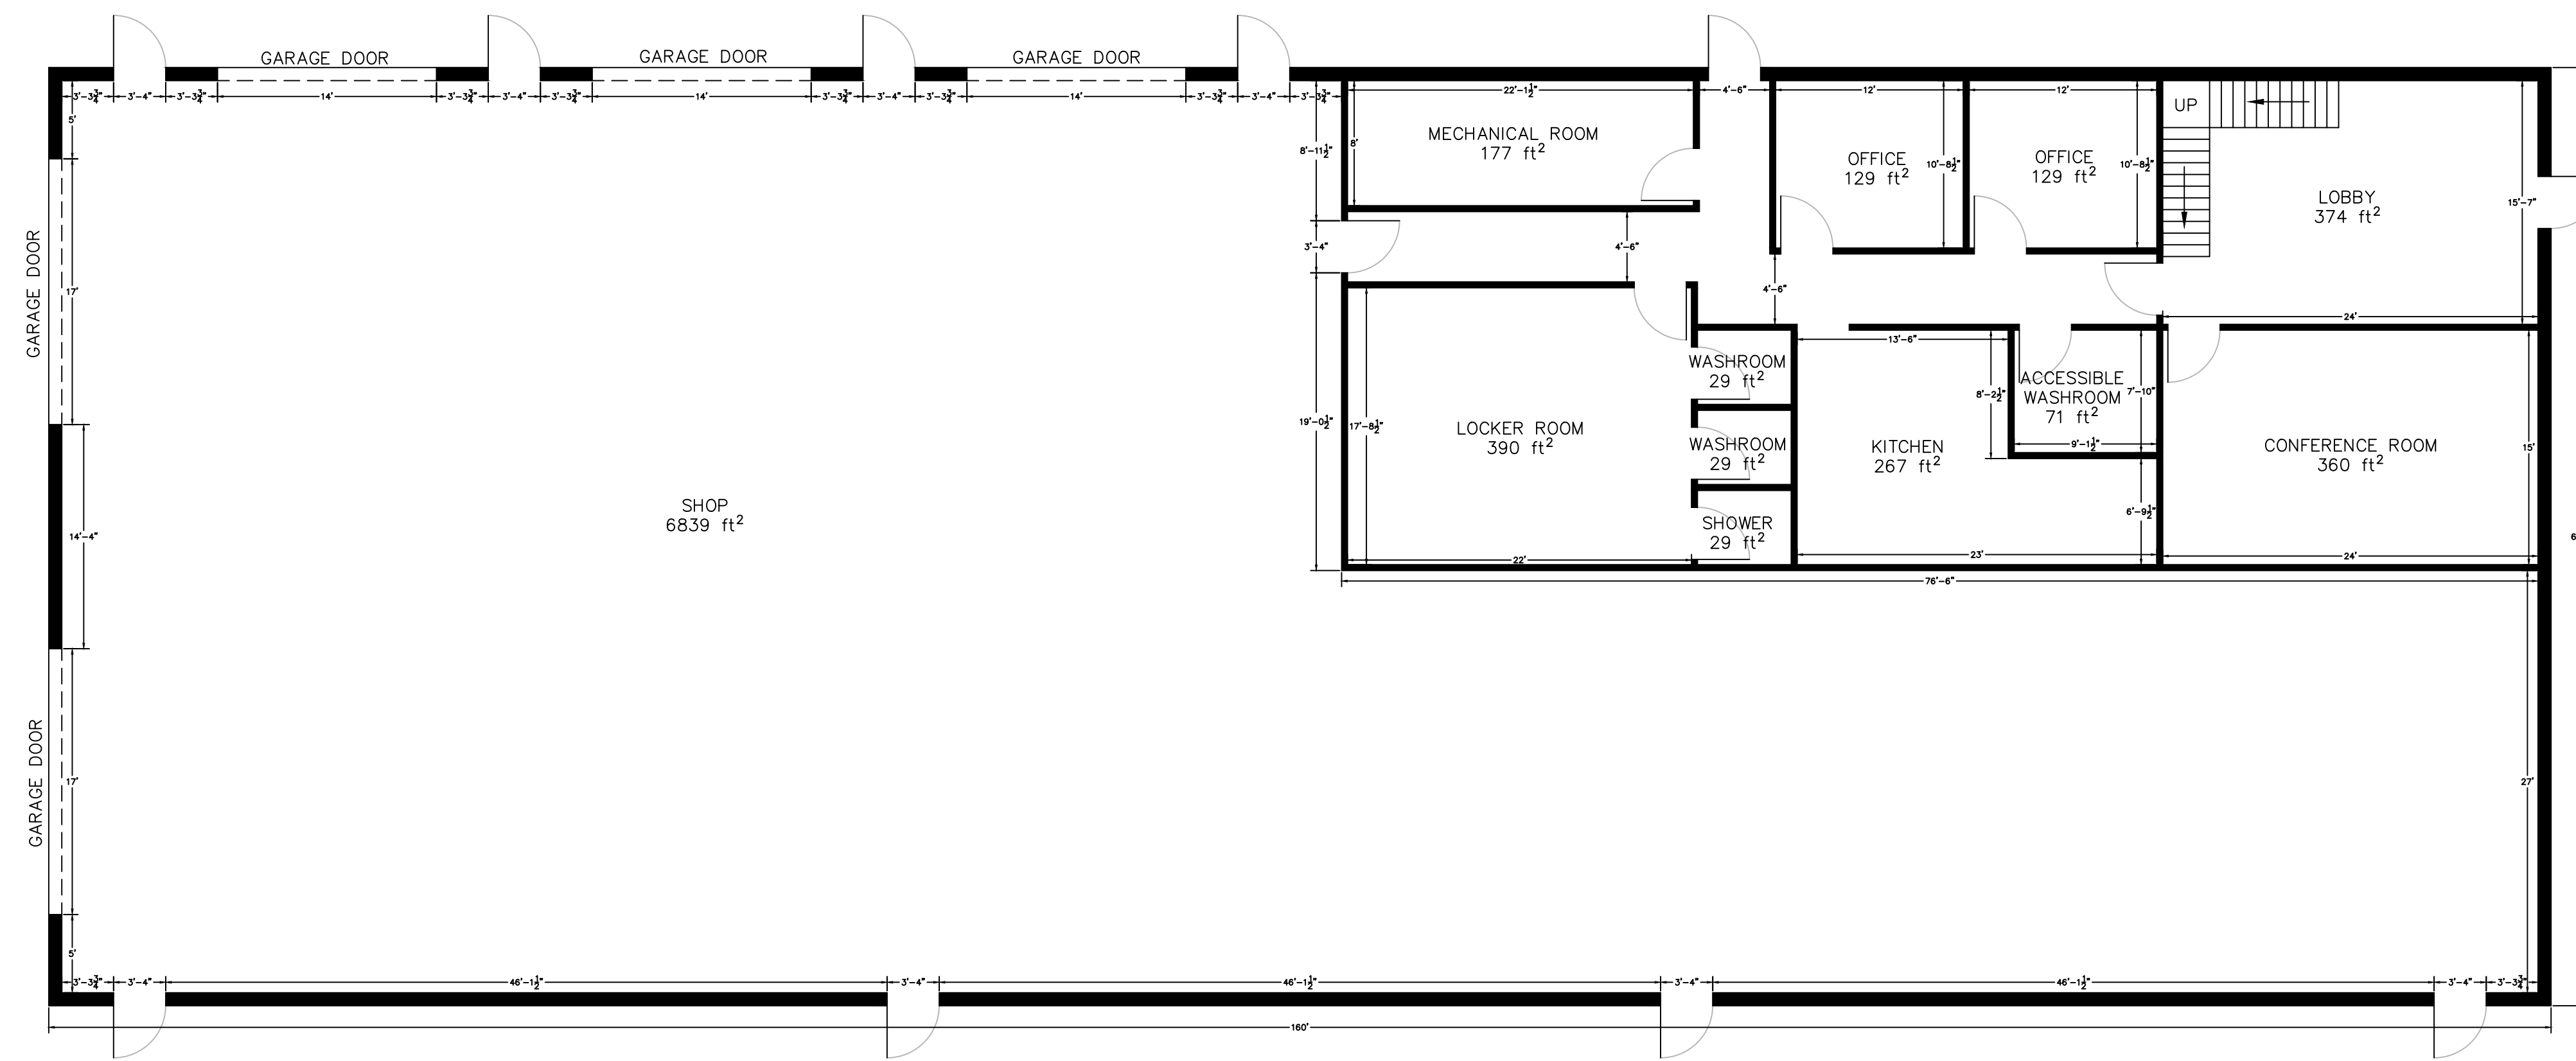 GARAGE DOOR
GARAGE DOOR
GARAGE DOOR
3'-3¾"
3'-4"
3'-3¾"
14'
3'-3¾"
3'-4"
3'-3¾"
14'
3'-3¾"
3'-4"
3'-3¾"
14'
3'-3¾"
3'-4"
3'-3¾"
22'-1½"
4'-6"
12'
12'
UP
5'
8'-11½"
8'
MECHANICAL ROOM
177 ft²
OFFICE
129 ft²
10'-8½"
OFFICE
129 ft²
10'-8½"
LOBBY
374 ft²
15'-7"
GARAGE DOOR
17'
3'-4"
4'-6"
4'-6"
24'
13'-6"
WASHROOM
29 ft²
8'-2½"
ACCESSIBLE
WASHROOM
71 ft²
7'-10"
19'-0½"
17'-8½"
LOCKER ROOM
390 ft²
WASHROOM
29 ft²
KITCHEN
267 ft²
9'-1½"
CONFERENCE ROOM
360 ft²
15'
SHOP
6839 ft²
14'-4"
SHOWER
29 ft²
6'-9½"
22'
23'
24'
76'-6"
GARAGE DOOR
17'
27'
5'
3'-3¾"
3'-4"
46'-1½"
3'-4"
46'-1½"
3'-4"
46'-1½"
3'-4"
3'-3¾"
160'